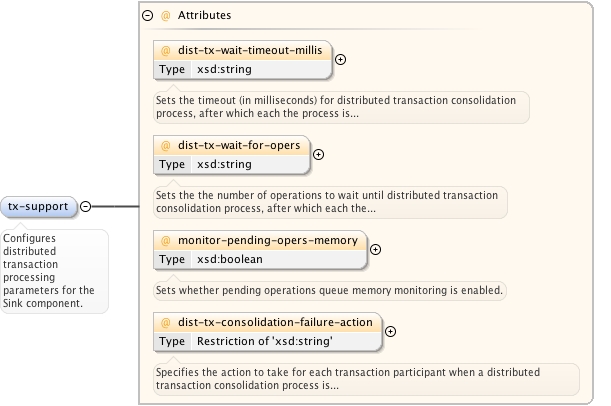 Attributes
@ dist-tx-wait-timeout-millis
Type xsd:string
Sets the timeout (in milliseconds) for distributed transaction consolidation
process, after which each the process is...
@ dist-tx-wait-for-opers
Type xsd:string
Sets the the number of operations to wait until distributed transaction
consolidation process, after which each the...
tx-support
Configures
distributed
transaction
processing
parameters for the
Sink component.
@ monitor-pending-opers-memory
Type xsd:boolean
Sets whether pending operations queue memory monitoring is enabled.
@ dist-tx-consolidation-failure-action
Type Restriction of 'xsd:string'
Specifies the action to take for each transaction participant when a distributed
transaction consolidation process is...